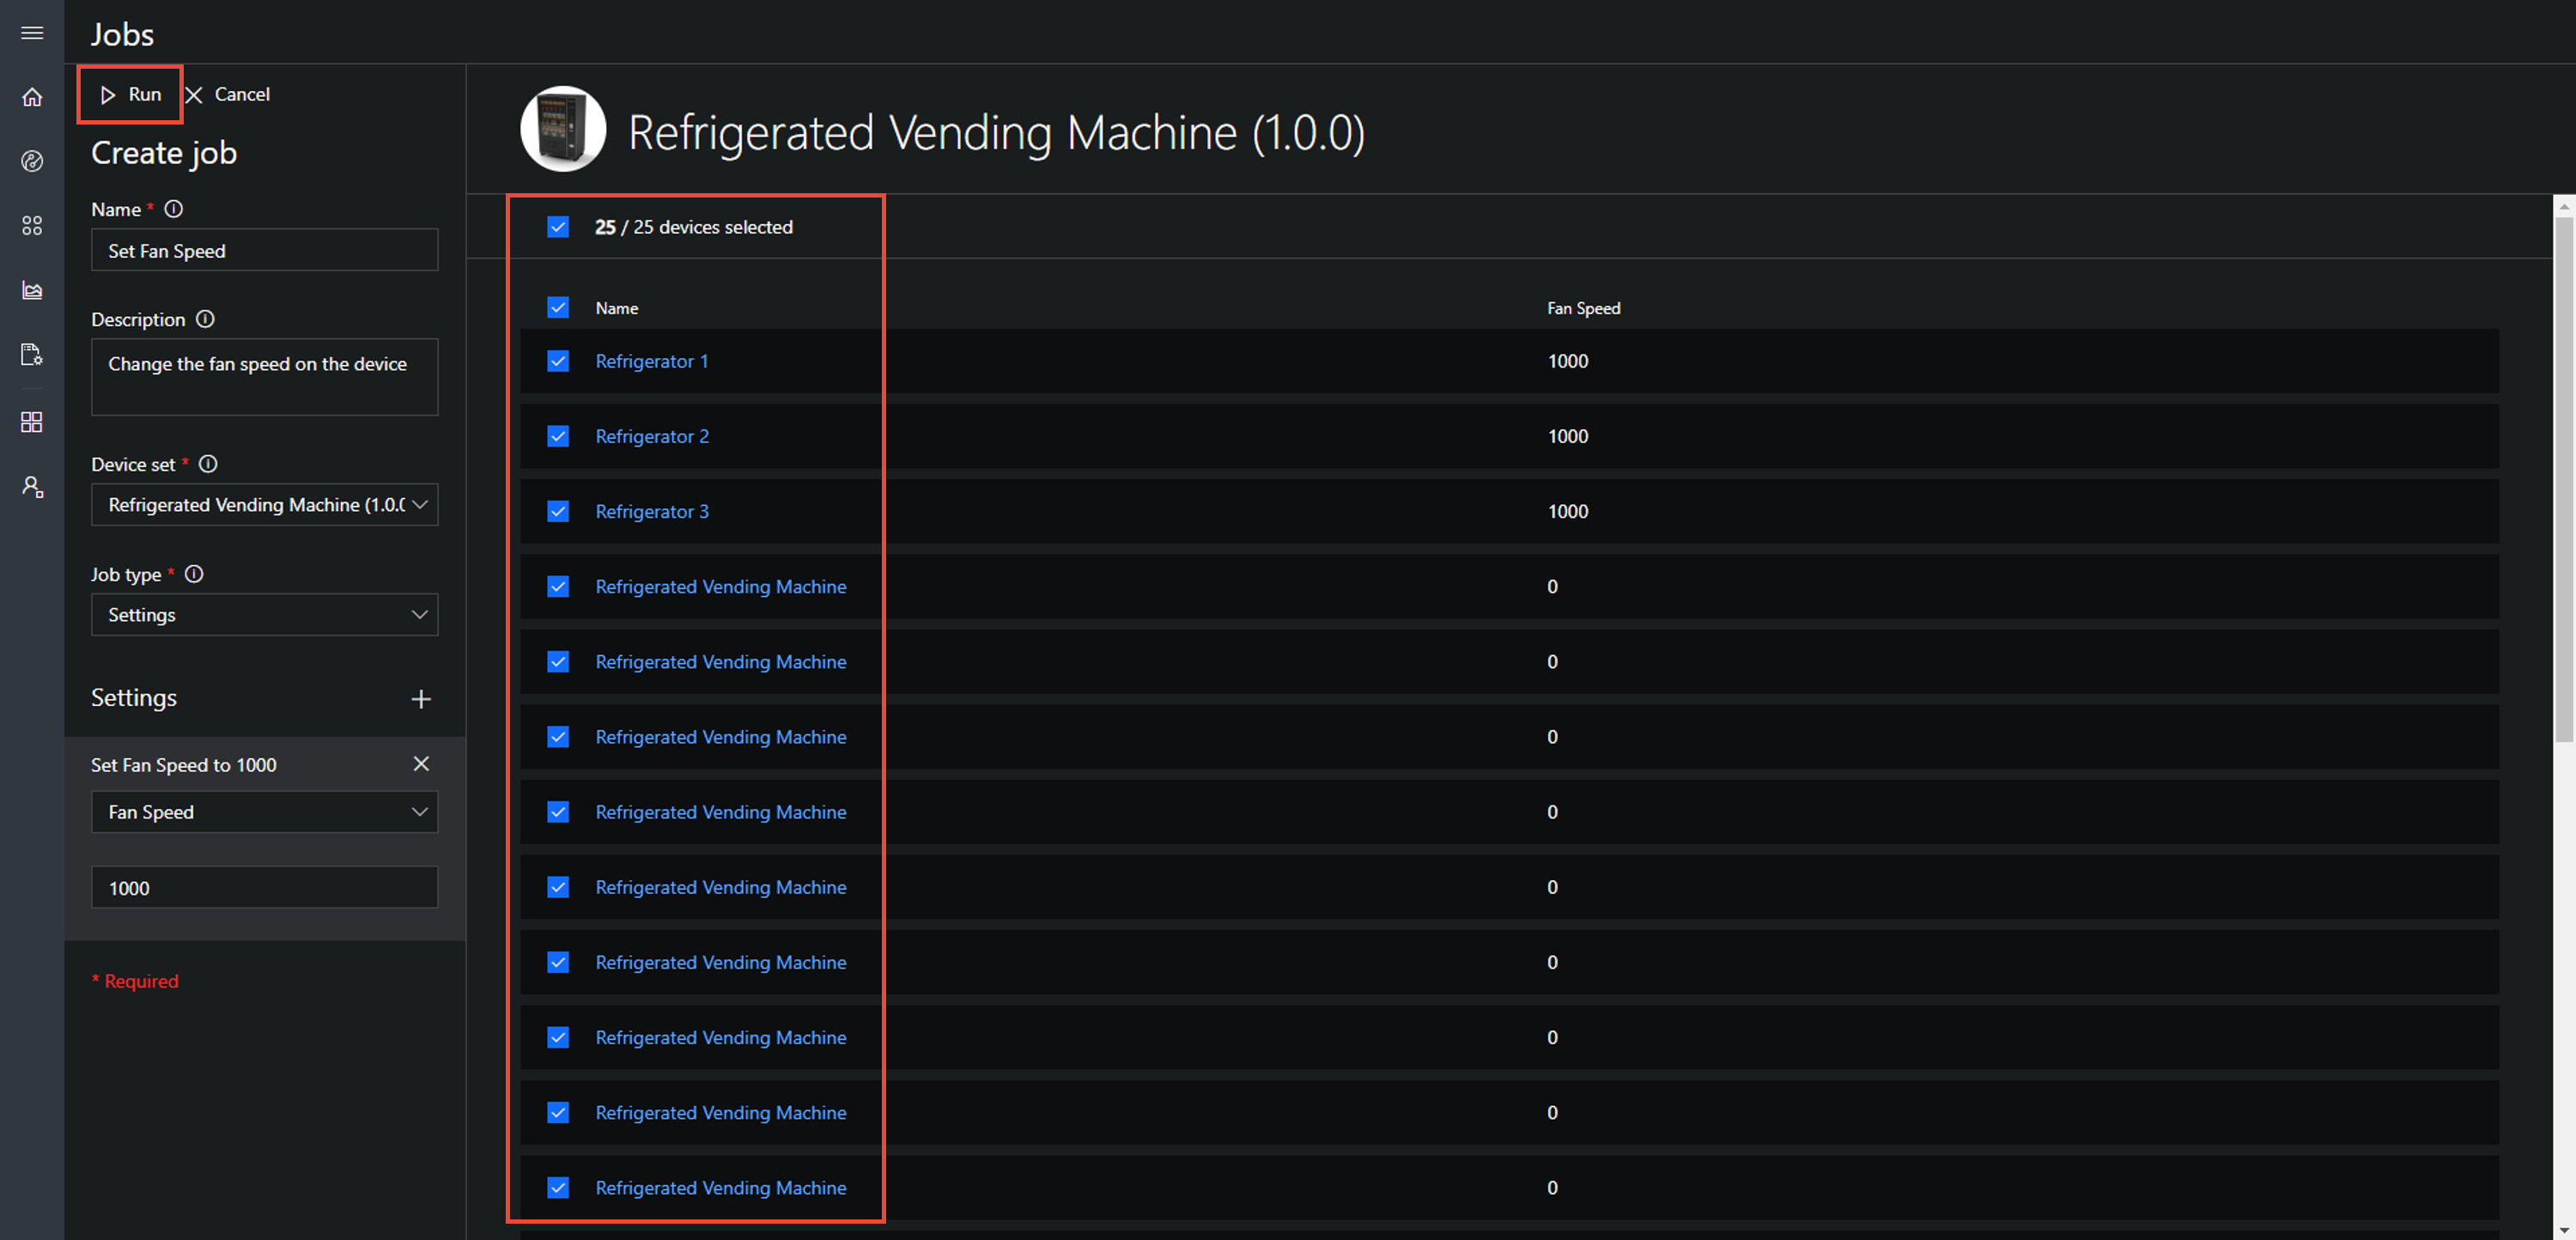 Jobs
Run
Cancel
Create job
Name *
Set Fan Speed
Description
Change the fan speed on the device
Device set *
Refrigerated Vending Machine (1.0.0
Job type *
Settings
Settings
Set Fan Speed to 1000
Fan Speed
1000
* Required
Refrigerated Vending Machine (1.0.0)
25 / 25 devices selected
Name Fan Speed
Refrigerator 1 1000
Refrigerator 2 1000
Refrigerator 3 1000
Refrigerated Vending Machine 0
Refrigerated Vending Machine 0
Refrigerated Vending Machine 0
Refrigerated Vending Machine 0
Refrigerated Vending Machine 0
Refrigerated Vending Machine 0
Refrigerated Vending Machine 0
Refrigerated Vending Machine 0
Refrigerated Vending Machine 0